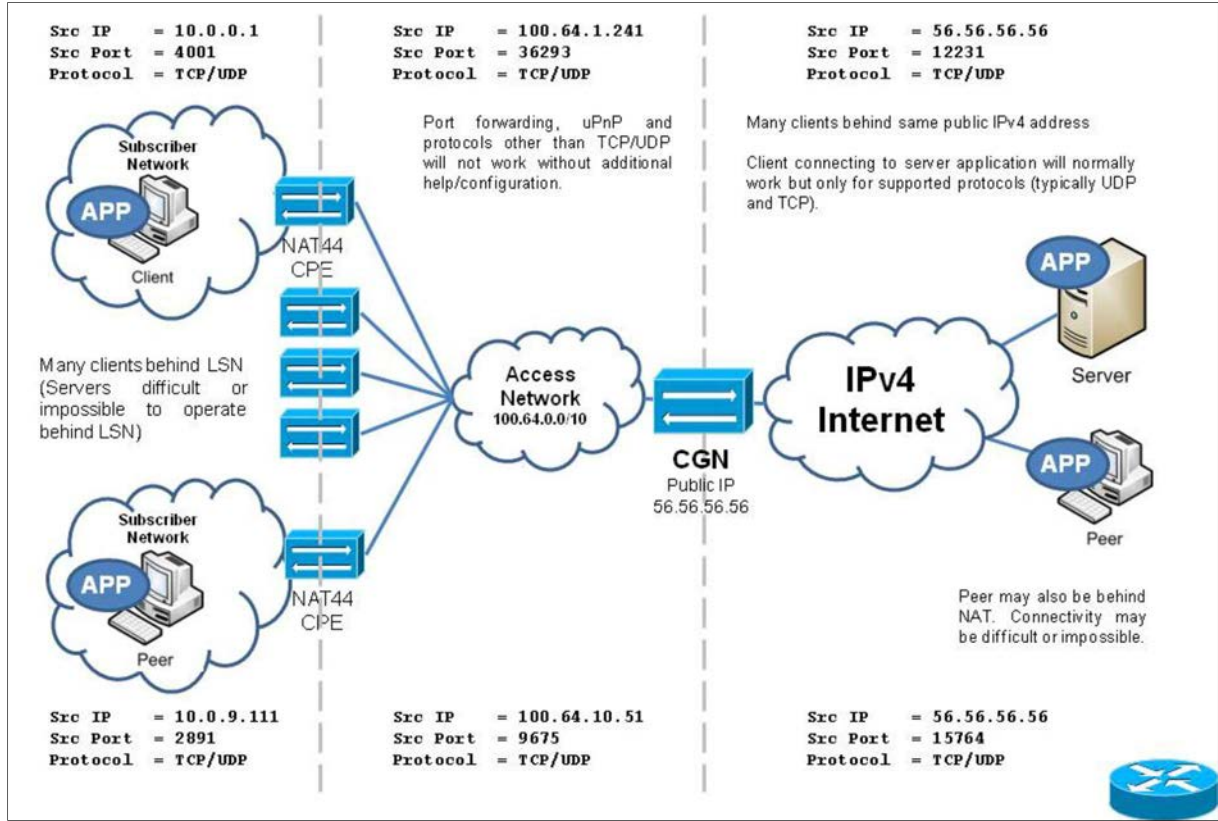 Src IP = 10.0.0.1
Src Port = 4001
Protocol = TCP/UDP
Src IP = 100.64.1.241
Src Port = 36293
Protocol = TCP/UDP
Src IP = 56.56.56.56
Src Port = 12231
Protocol = TCP/UDP
Port forwarding, uPnP and
protocols other than TCP/UDP
will not work without additional
help/configuration.
Many clients behind same public IPv4 address
Client connecting to server application will normally
work but only for supported protocols (typically UDP
and TCP).
Subscriber
Network
APP
Client
NAT44
CPE
Many clients behind LSN
(Servers difficult or
impossible to operate
behind LSN)
Access
Network
100.64.0.0/10
CGN
Public IP
56.56.56.56
IPv4
Internet
APP
Server
APP
Peer
Subscriber
Network
APP
Peer
NAT44
CPE
Peer may also be behind
NAT. Connectivity may
be difficult or impossible.
Src IP = 10.0.9.111
Src Port = 2891
Protocol = TCP/UDP
Src IP = 100.64.10.51
Src Port = 9675
Protocol = TCP/UDP
Src IP = 56.56.56.56
Src Port = 15764
Protocol = TCP/UDP